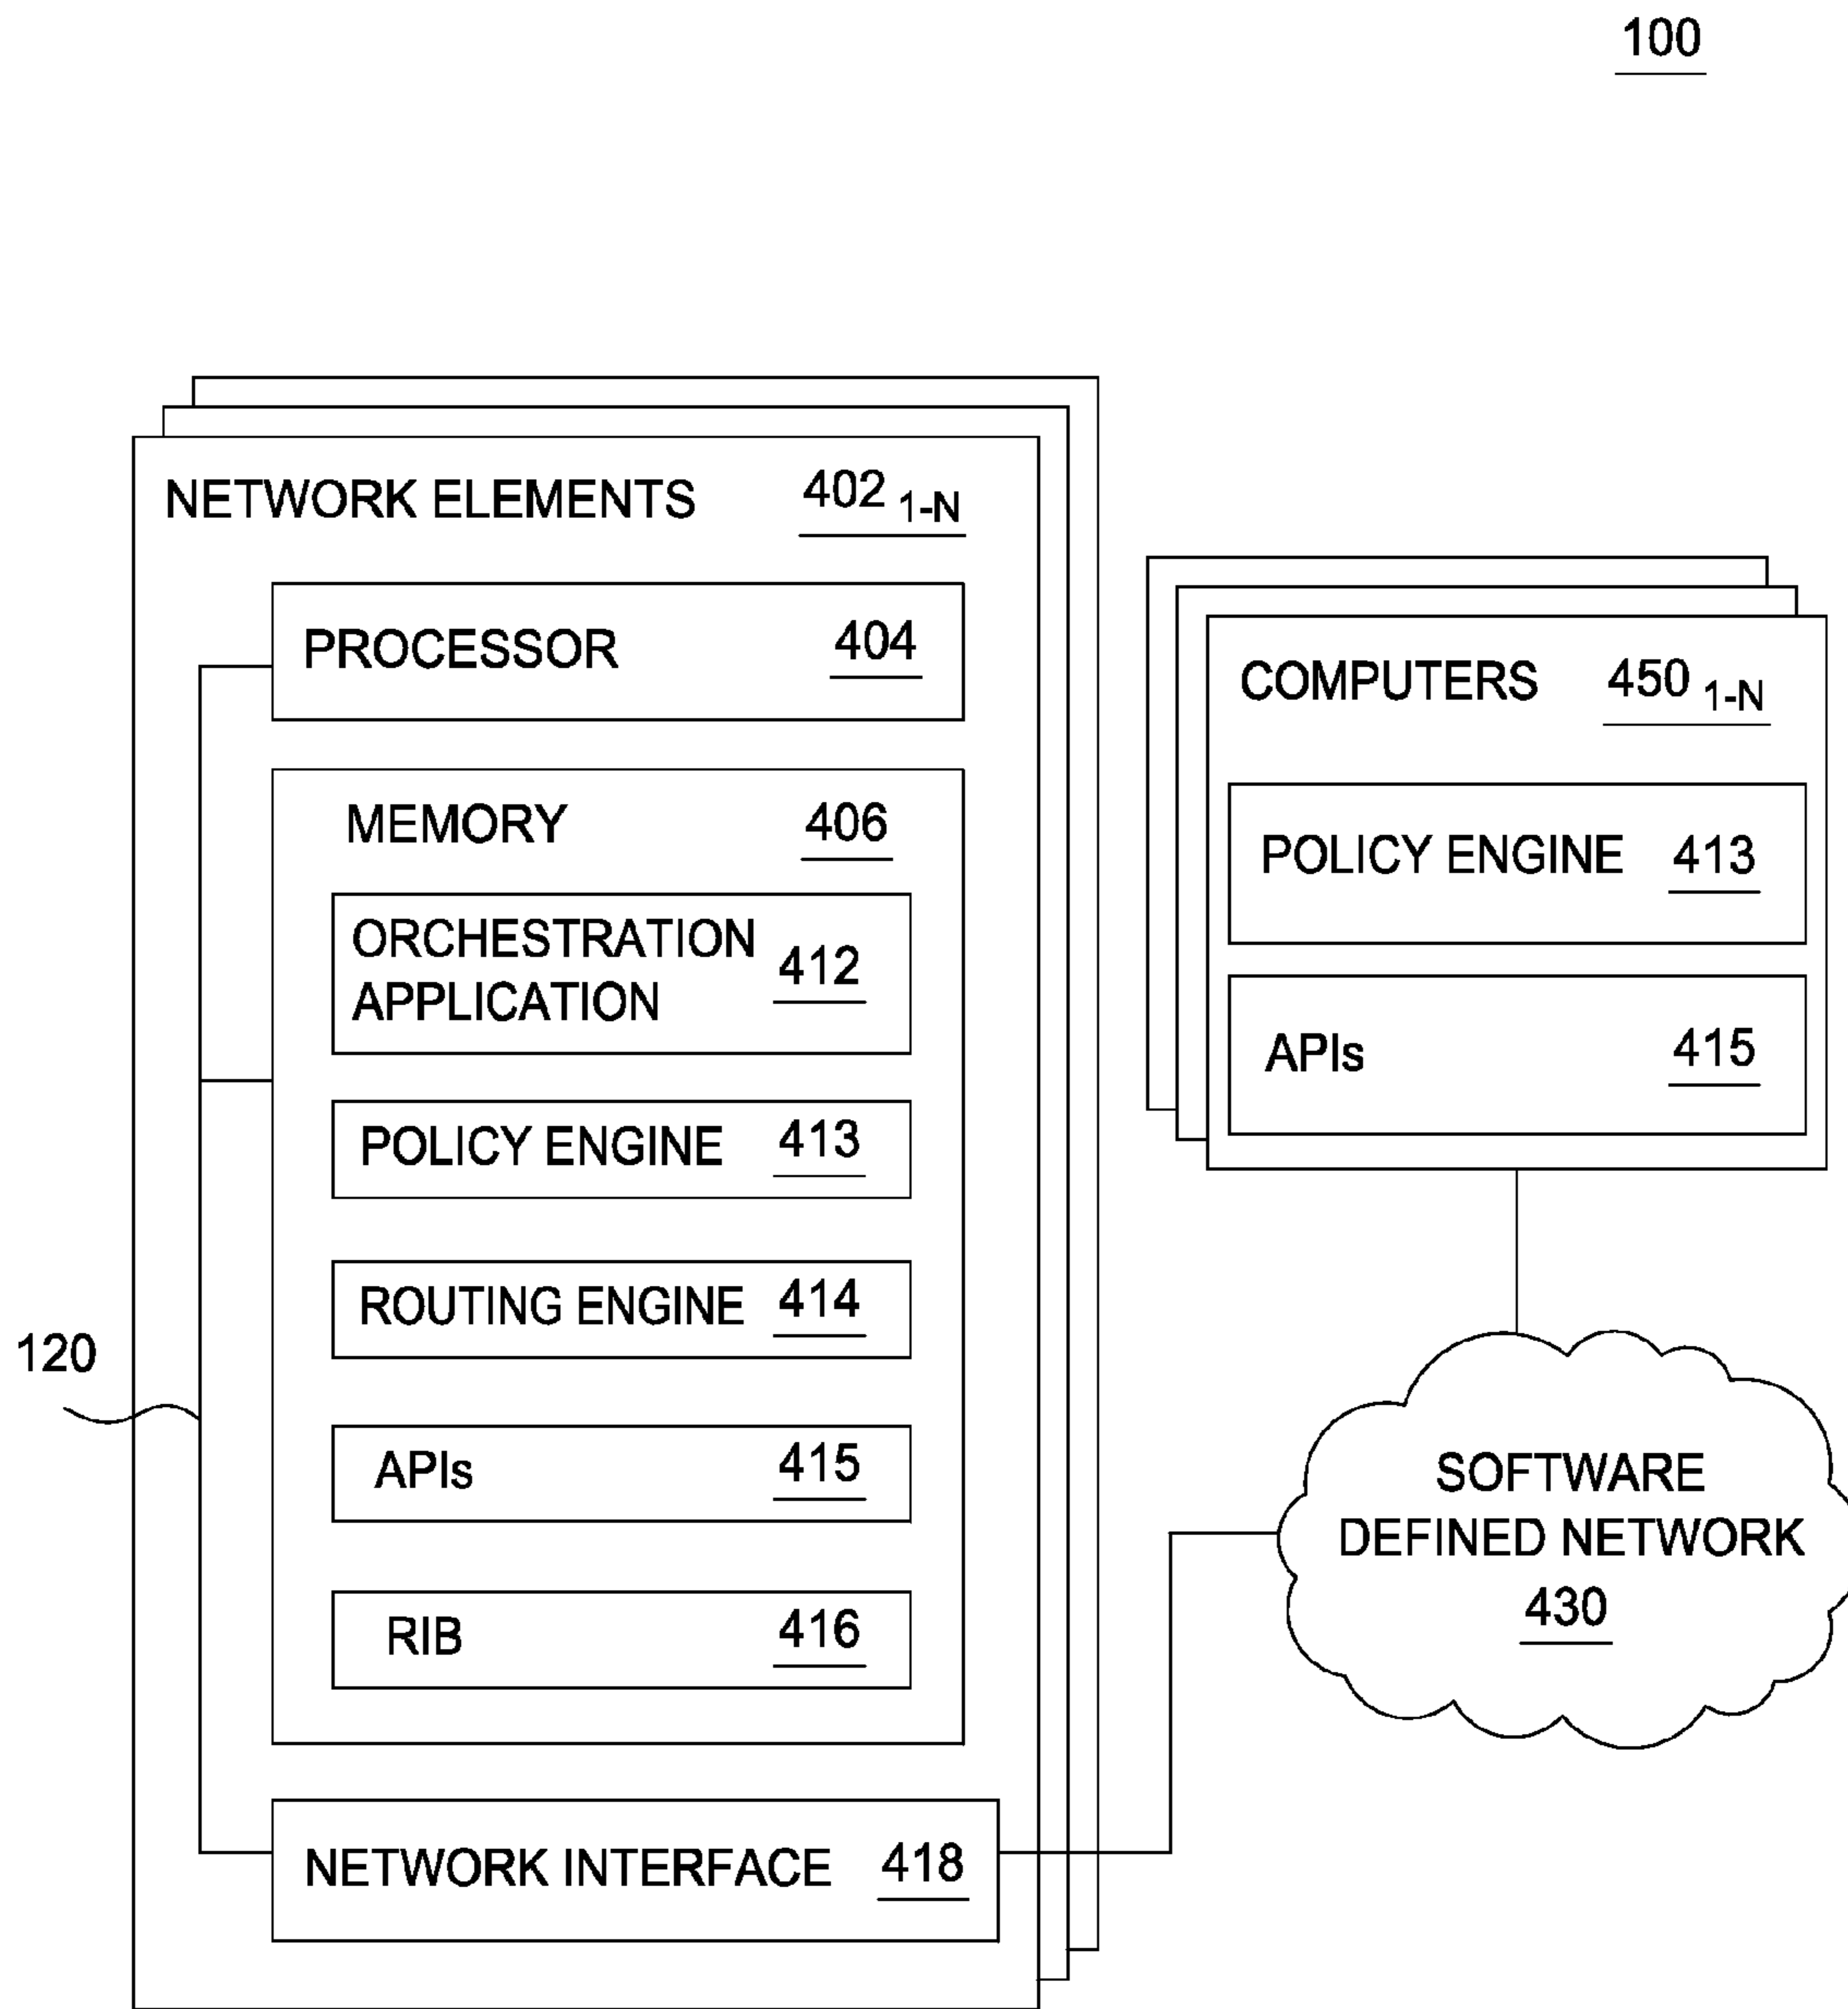 100
NETWORK ELEMENTS 402 1-N
PROCESSOR 404
MEMORY 406
ORCHESTRATION
APPLICATION 412
POLICY ENGINE 413
ROUTING ENGINE 414
APIs 415
RIB 416
NETWORK INTERFACE 418
120
COMPUTERS 450 1-N
POLICY ENGINE 413
APIs 415
SOFTWARE
DEFINED NETWORK
430